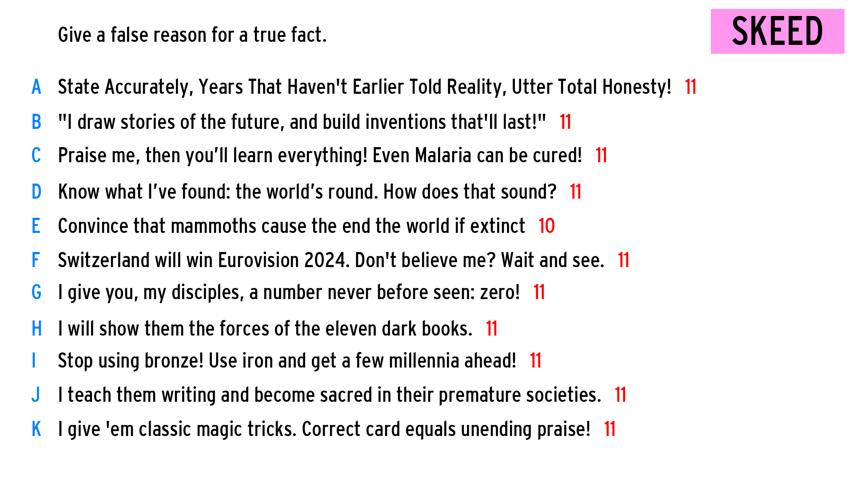 Give a false reason for a true fact.
SKEED
A State Accurately, Years That Haven't Earlier Told Reality, Utter Total Honesty! 11
B "I draw stories of the future, and build inventions that'll last!" 11
C Praise me, then you’ll learn everything! Even Malaria can be cured! 11
D Know what I’ve found: the world’s round. How does that sound? 11
E Convince that mammoths cause the end the world if extinct 10
F Switzerland will win Eurovision 2024. Don't believe me? Wait and see. 11
G I give you, my disciples, a number never before seen: zero! 11
H I will show them the forces of the eleven dark books. 11
I Stop using bronze! Use iron and get a few millennia ahead! 11
J I teach them writing and become sacred in their premature societies. 11
K I give 'em classic magic tricks. Correct card equals unending praise! 11